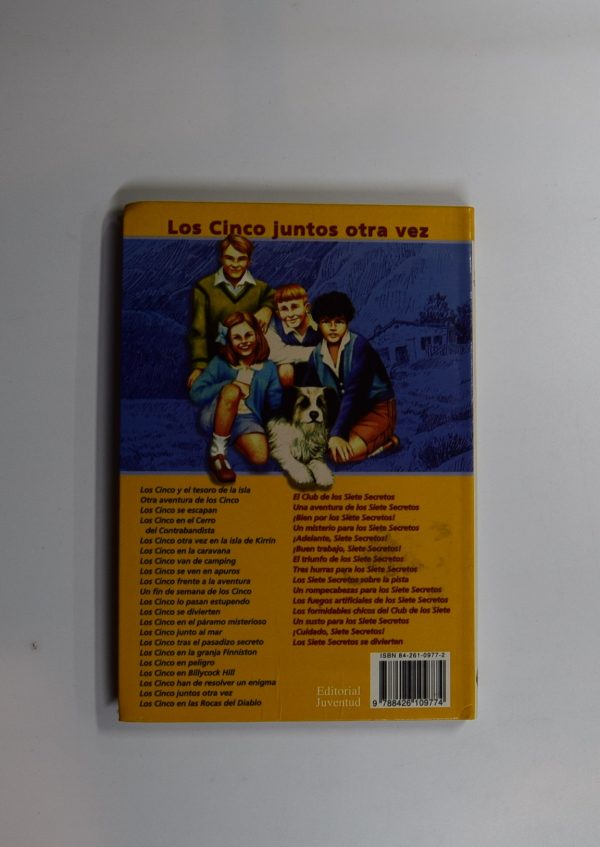 Los Cinco juntos otra vez
Los Cinco y el tesoro de la isla
Otra aventura de los Cinco
Los Cinco se escapan
Los Cinco en el Cerro
del Contrabandista
Los Cinco otra vez en la isla de Kirrin
Los Cinco en la caravana
Los Cinco van de camping
Los Cinco se ven en apuros
Los Cinco frente a la aventura
Un fin de semana de los Cinco
Los Cinco lo pasan estupendo
Los Cinco se divierten
Los Cinco en el páramo misterioso
Los Cinco junto al mar
Los Cinco tras el pasadizo secreto
Los Cinco en la granja Finniston
Los Cinco en peligro
Los Cinco en Billycock Hill
Los Cinco han de resolver un enigma
Los Cinco juntos otra vez
Los Cinco en las Rocas del Diablo
El Club de los Siete Secretos
Una aventura de los Siete Secretos
¡Bien por los Siete Secretos!
Un misterio para los Siete Secretos
¡Adelante, Siete Secretos!
¡Buen trabajo, Siete Secretos!
El triunfo de los Siete Secretos
Tres hurras para los Siete Secretos
Los Siete Secretos sobre la pista
Un rompecabezas para los Siete Secretos
Los fuegos artificiales de los Siete Secretos
Los formidables chicos del Club de los Siete
Un susto para los Siete Secretos
¡Cuidado, Siete Secretos!
Los Siete Secretos se divierten
Editorial
Juventud
ISBN 84-261-0977-2
9 788426 109774